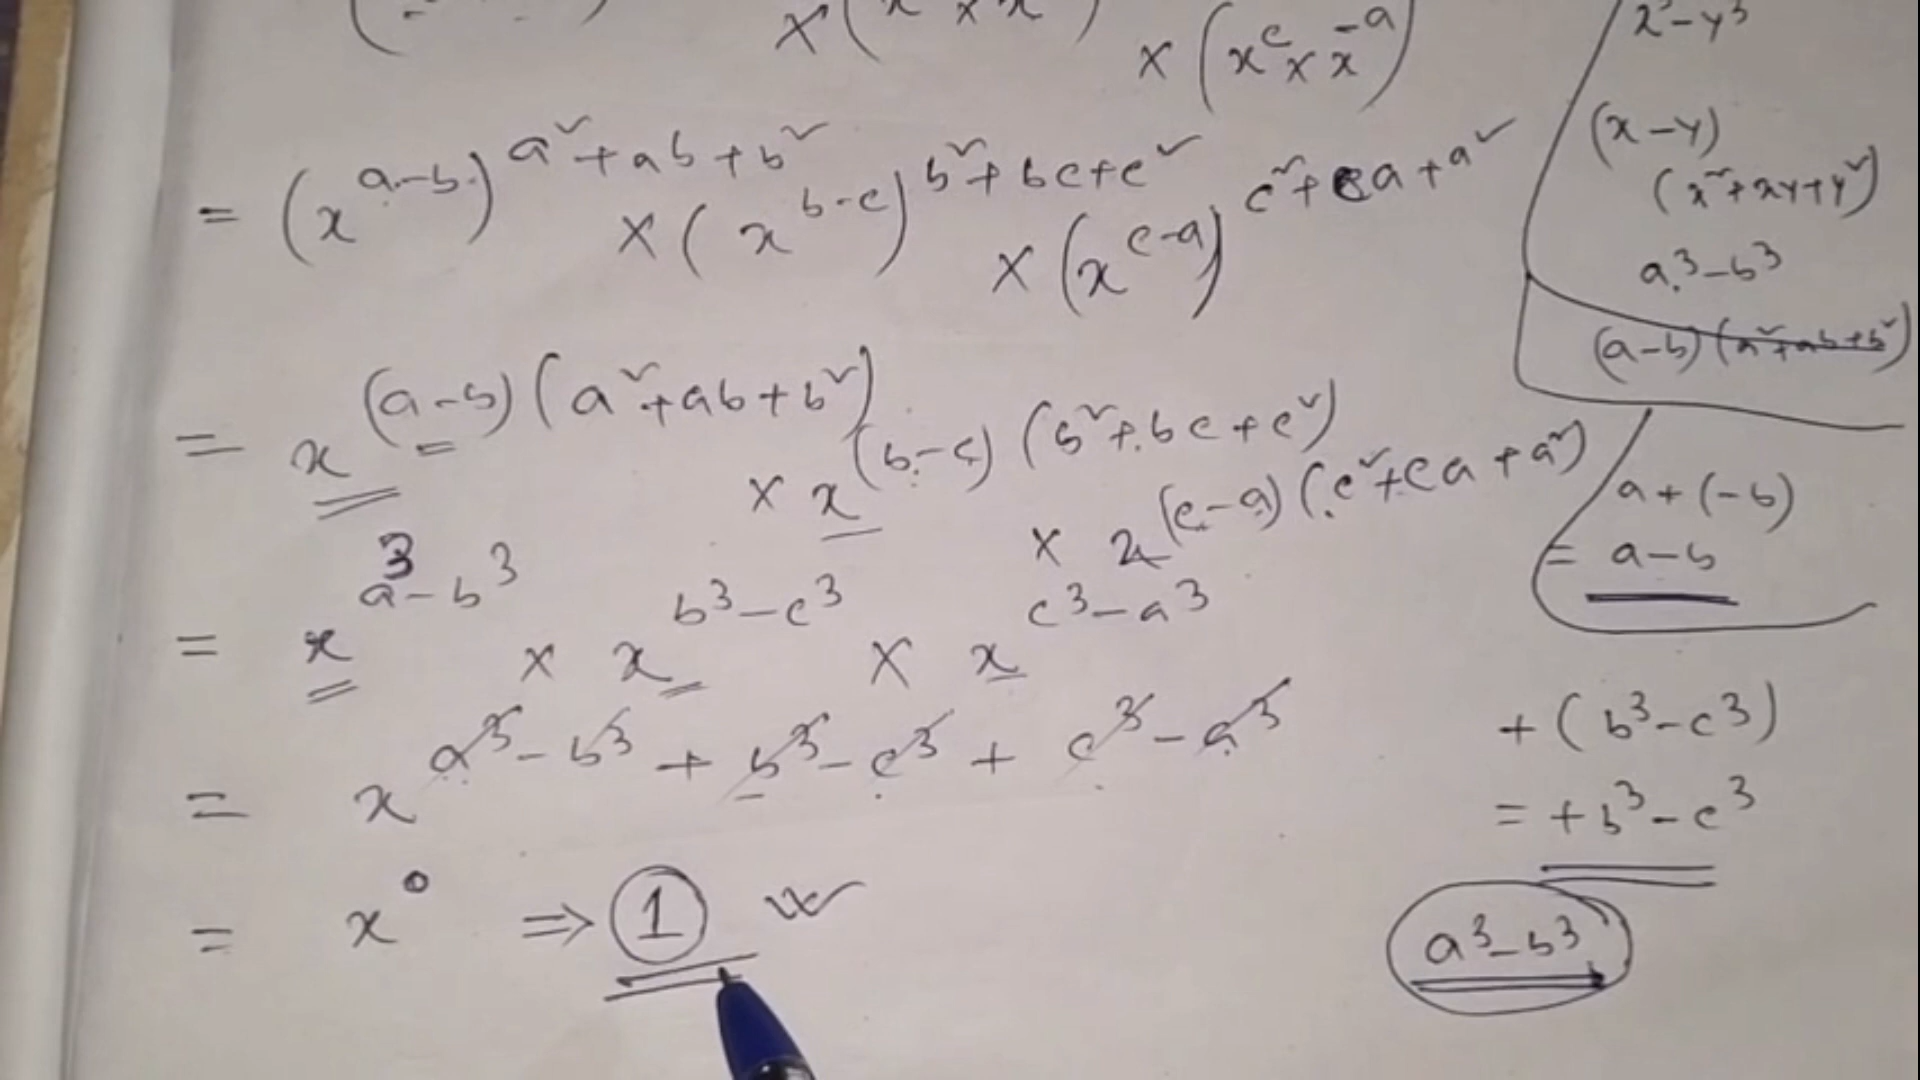 × (x^c × x^-a)
= (x^(a-b))^(a²+ab+b²) × (x^(b-c))^(b²+bc+c²) × (x^(c-a))^(c²+ca+a²)
= x^((a-b)(a²+ab+b²)) × x^((b-c)(b²+bc+c²)) × x^((c-a)(c²+ca+a²))
= x^(a³-b³) × x^(b³-c³) × x^(c³-a³)
= x^(a³-b³+b³-c³+c³-a³)
= x⁰ ⇒ 1
x³-y³
(x-y)
(x²+xy+y²)
a³-b³
(a-b)(a²+ab+b²)
a+(-b)
= a-b
+(b³-c³)
= +b³-c³
a³-b³